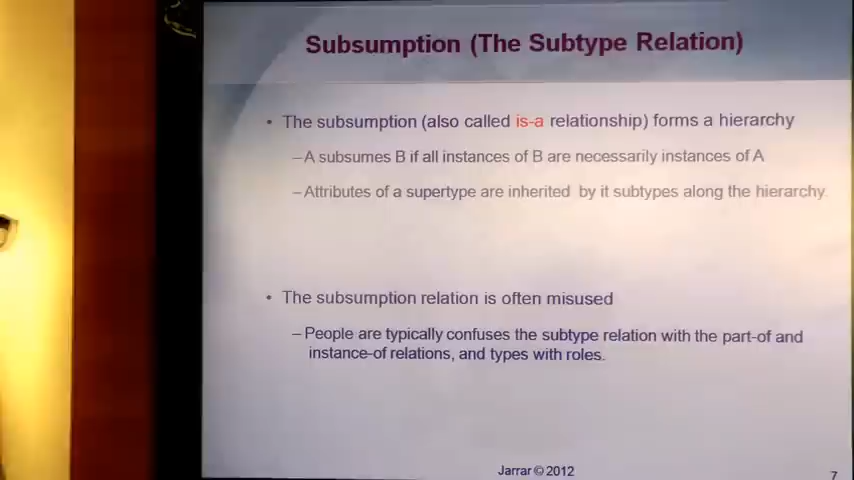 Subsumption (The Subtype Relation)
• The subsumption (also called is-a relationship) forms a hierarchy
– A subsumes B if all instances of B are necessarily instances of A
– Attributes of a supertype are inherited by it subtypes along the hierarchy.
• The subsumption relation is often misused
– People are typically confuses the subtype relation with the part-of and
instance-of relations, and types with roles.
Jarrar © 2012
7